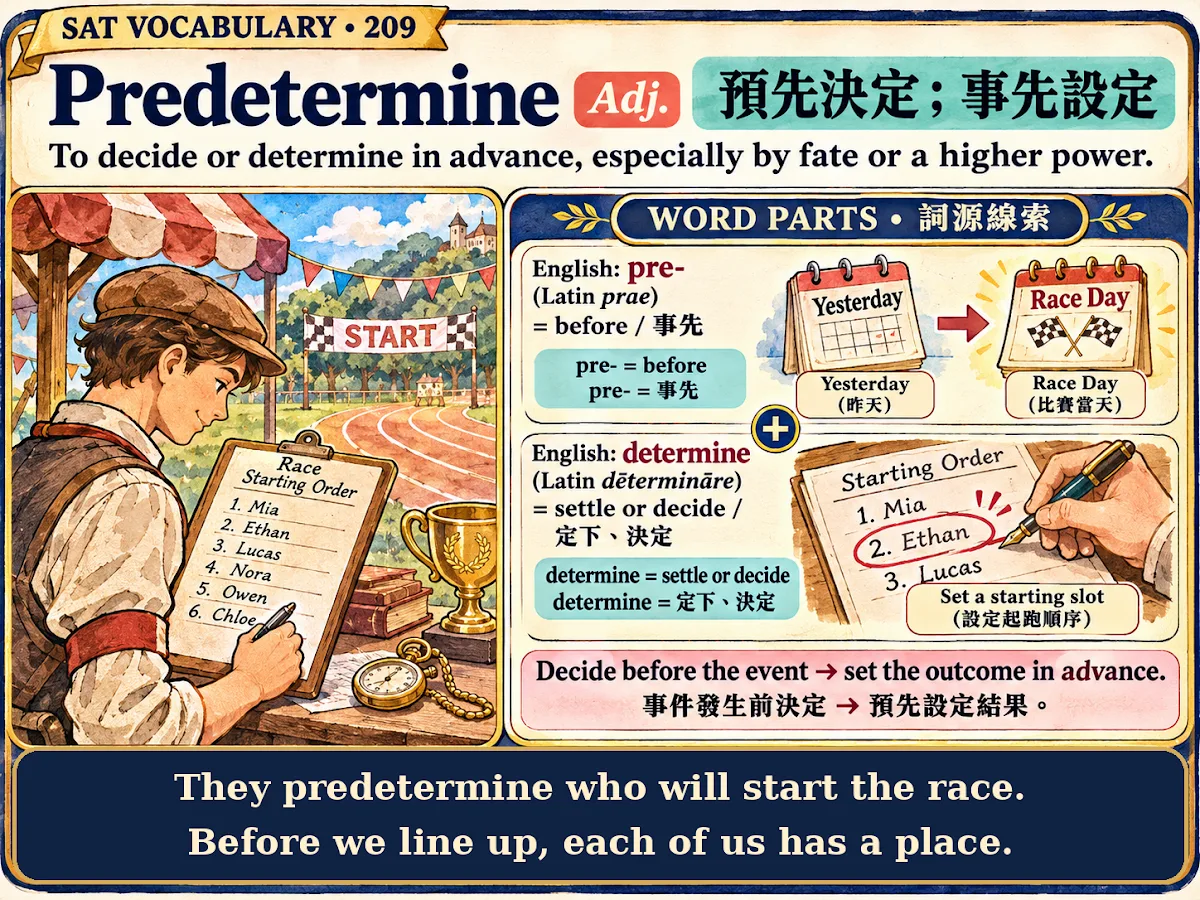 SAT VOCABULARY • 209
Predetermine Adj. 預先決定；事先設定
To decide or determine in advance, especially by fate or a higher power.
START
Race
Starting Order
1. Mia
2. Ethan
3. Lucas
4. Nora
5. Owen
6. Chloe
WORD PARTS • 詞源線索
English: pre-
(Latin prae)
= before / 事先
pre- = before
pre- = 事先
Yesterday
Yesterday
(昨天)
Race Day
Race Day
(比賽當天)
+
English: determine
(Latin dētermināre)
= settle or decide /
定下、決定
determine = settle or decide
determine = 定下、決定
Starting Order
1. Mia
2. Ethan
3. Lucas
Set a starting slot
(設定起跑順序)
Decide before the event → set the outcome in advance.
事件發生前決定 → 預先設定結果。
They predetermine who will start the race.
Before we line up, each of us has a place.